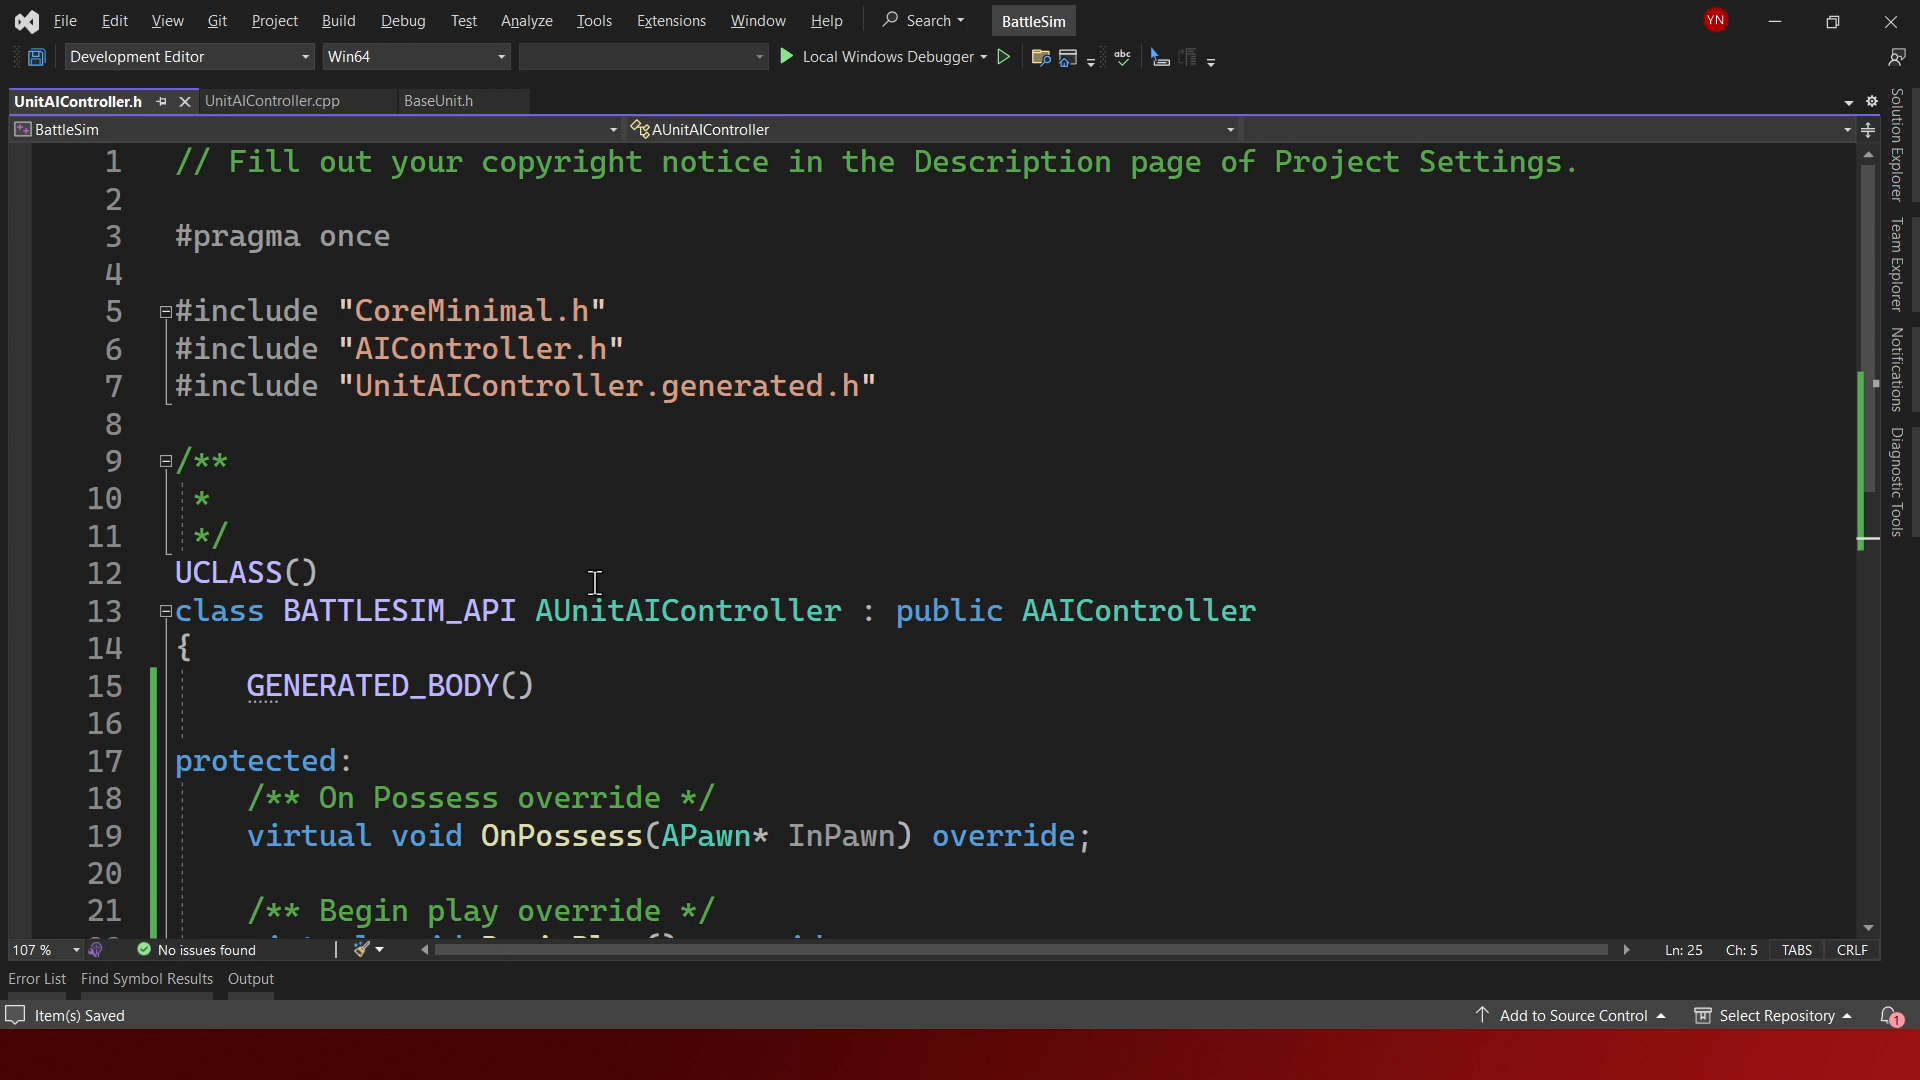 File Edit View Git Project Build Debug Test Analyze Tools Extensions Window Help Search BattleSim YN
Development Editor Win64 Local Windows Debugger
UnitAIController.h UnitAIController.cpp BaseUnit.h
BattleSim AUnitAIController
1 // Fill out your copyright notice in the Description page of Project Settings.
2
3 #pragma once
4
5 #include "CoreMinimal.h"
6 #include "AIController.h"
7 #include "UnitAIController.generated.h"
8
9 /**
10 *
11 */
12 UCLASS()
13 class BATTLESIM_API AUnitAIController : public AAIController
14 {
15 GENERATED_BODY()
16
17 protected:
18 /** On Possess override */
19 virtual void OnPossess(APawn* InPawn) override;
20
21 /** Begin play override */
Solution Explorer
Team Explorer
Notifications
Diagnostic Tools
107 % No issues found Ln: 25 Ch: 5 TABS CRLF
Error List Find Symbol Results Output
Item(s) Saved Add to Source Control Select Repository 1